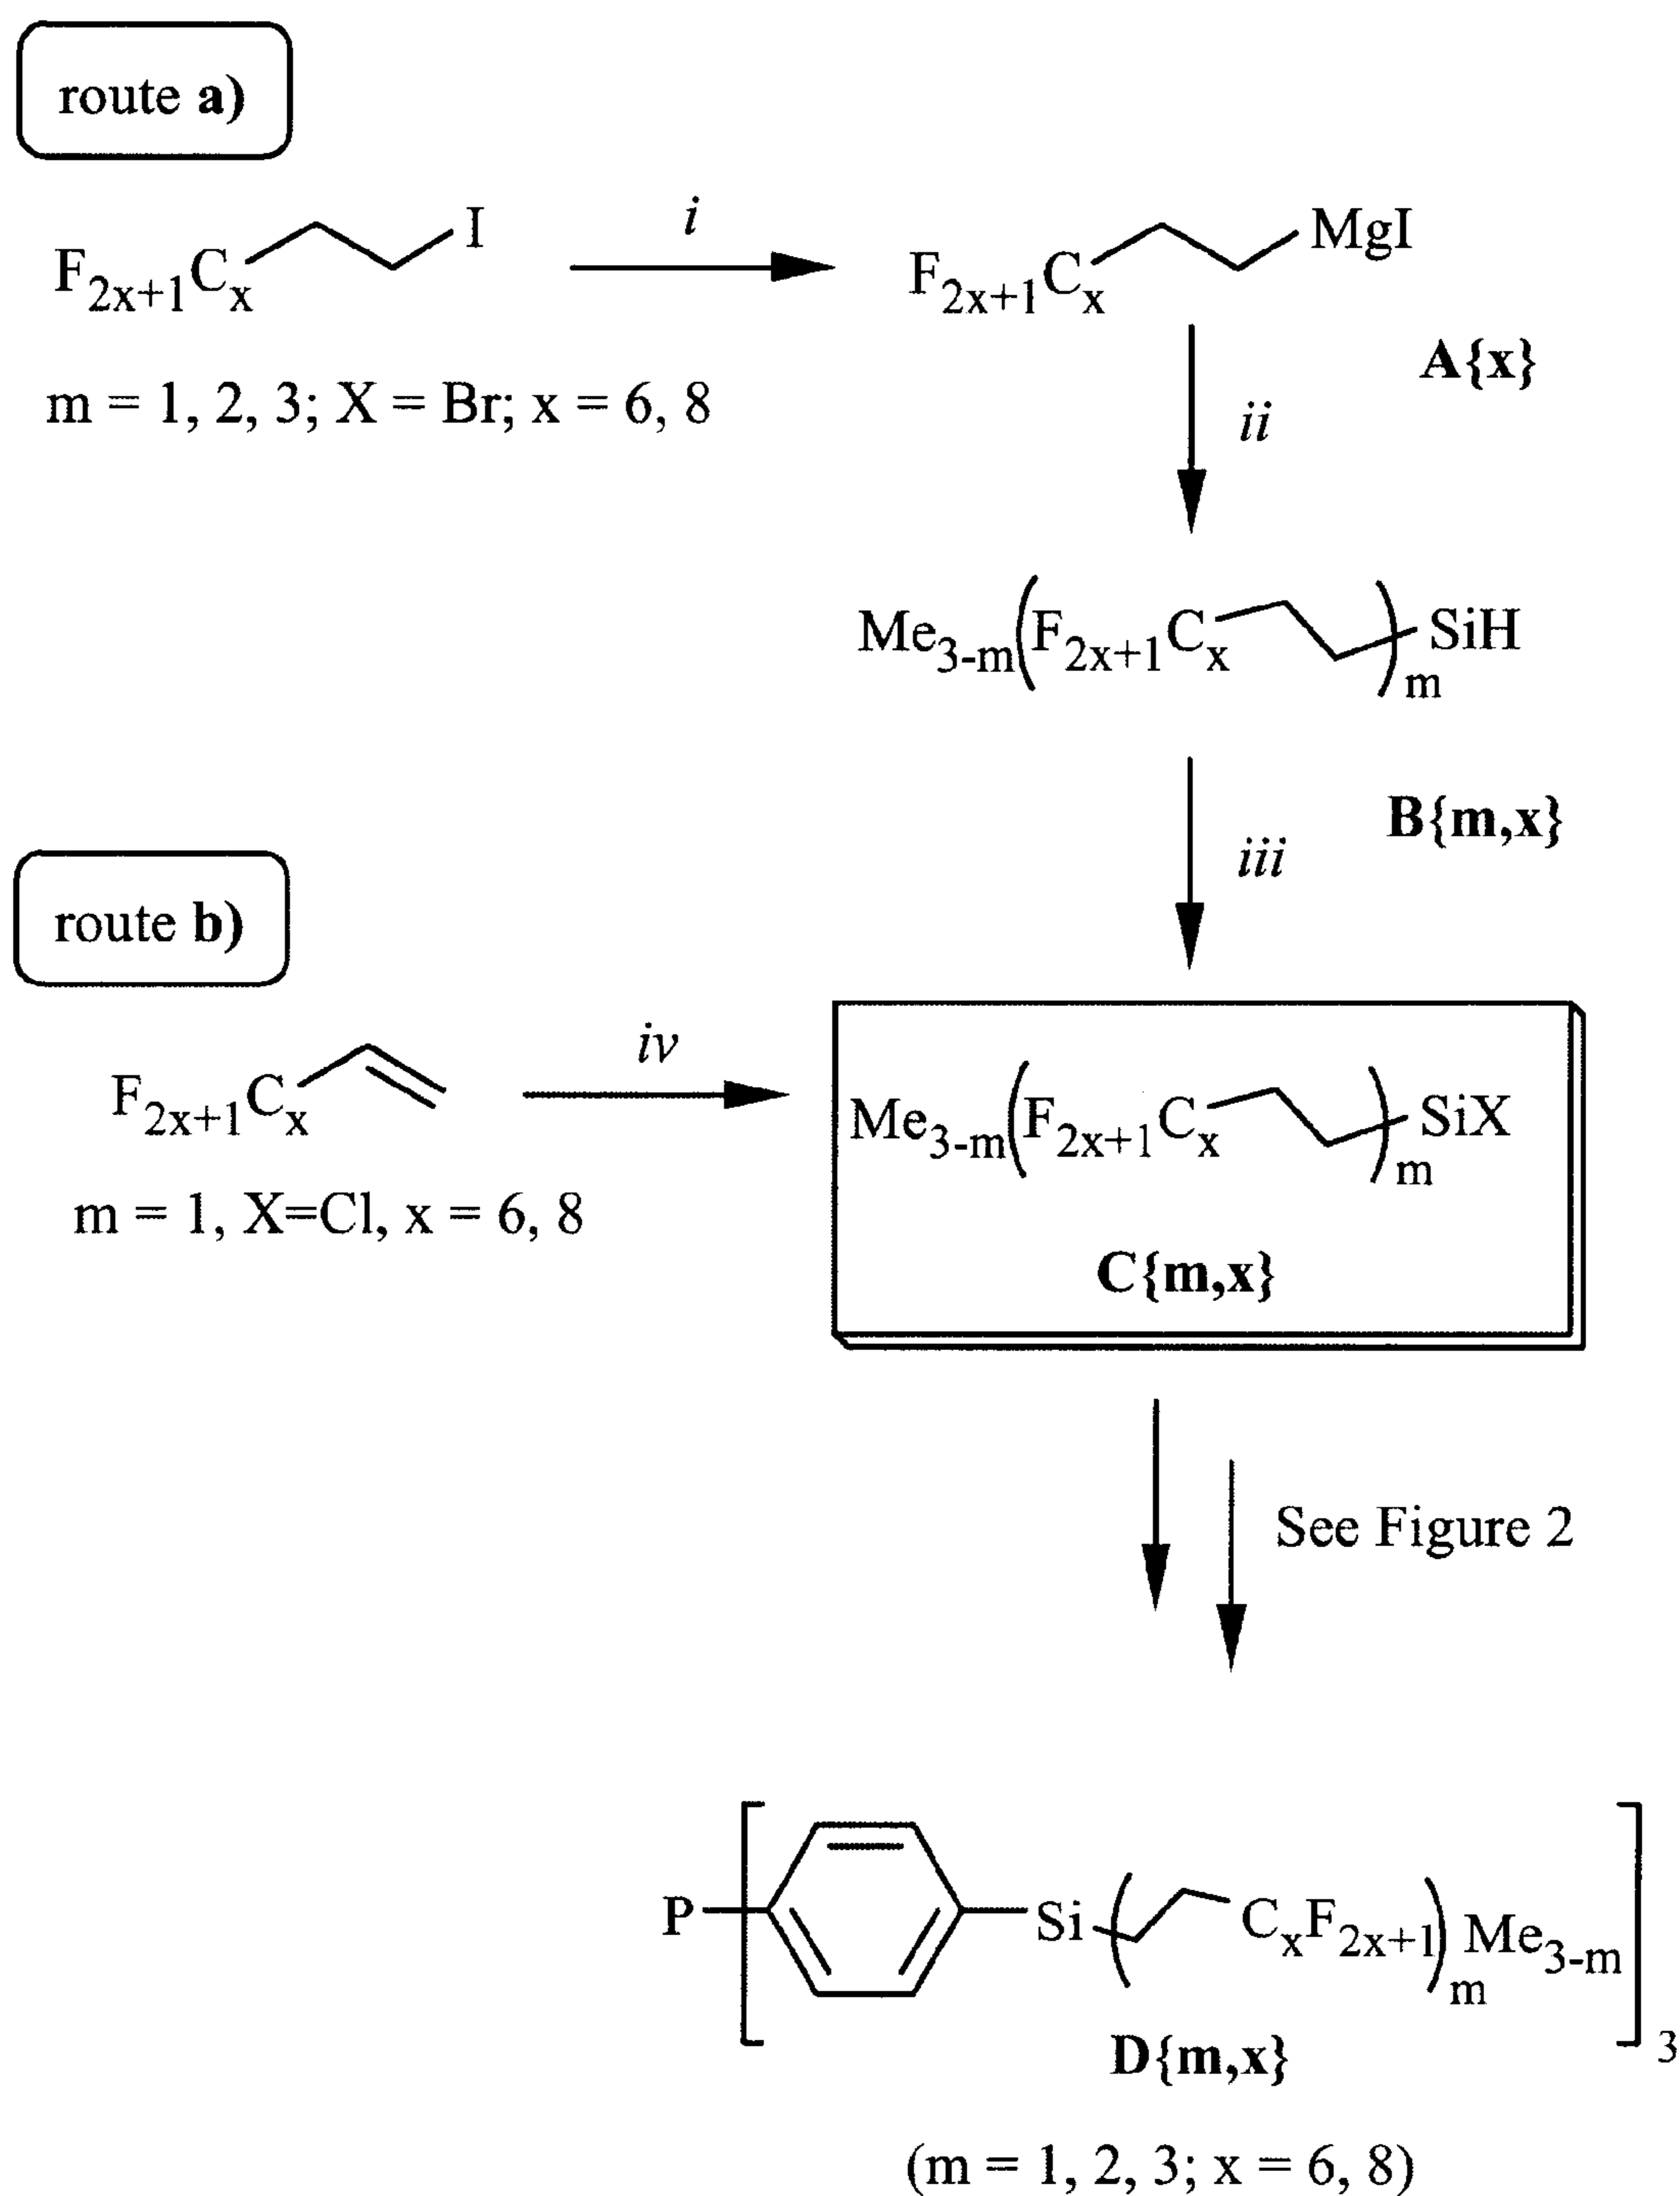 route a)
F2x+1Cx I
i
F2x+1Cx MgI
A{x}
m = 1, 2, 3; X = Br; x = 6, 8
ii
Me3-m(F2x+1Cx )m SiH
B{m,x}
iii
route b)
F2x+1Cx
iv
Me3-m(F2x+1Cx )m SiX
m = 1, X=Cl, x = 6, 8
C{m,x}
See Figure 2
P [ Si ( CxF2x+1)m Me3-m ]3
D{m,x}
(m = 1, 2, 3; x = 6, 8)